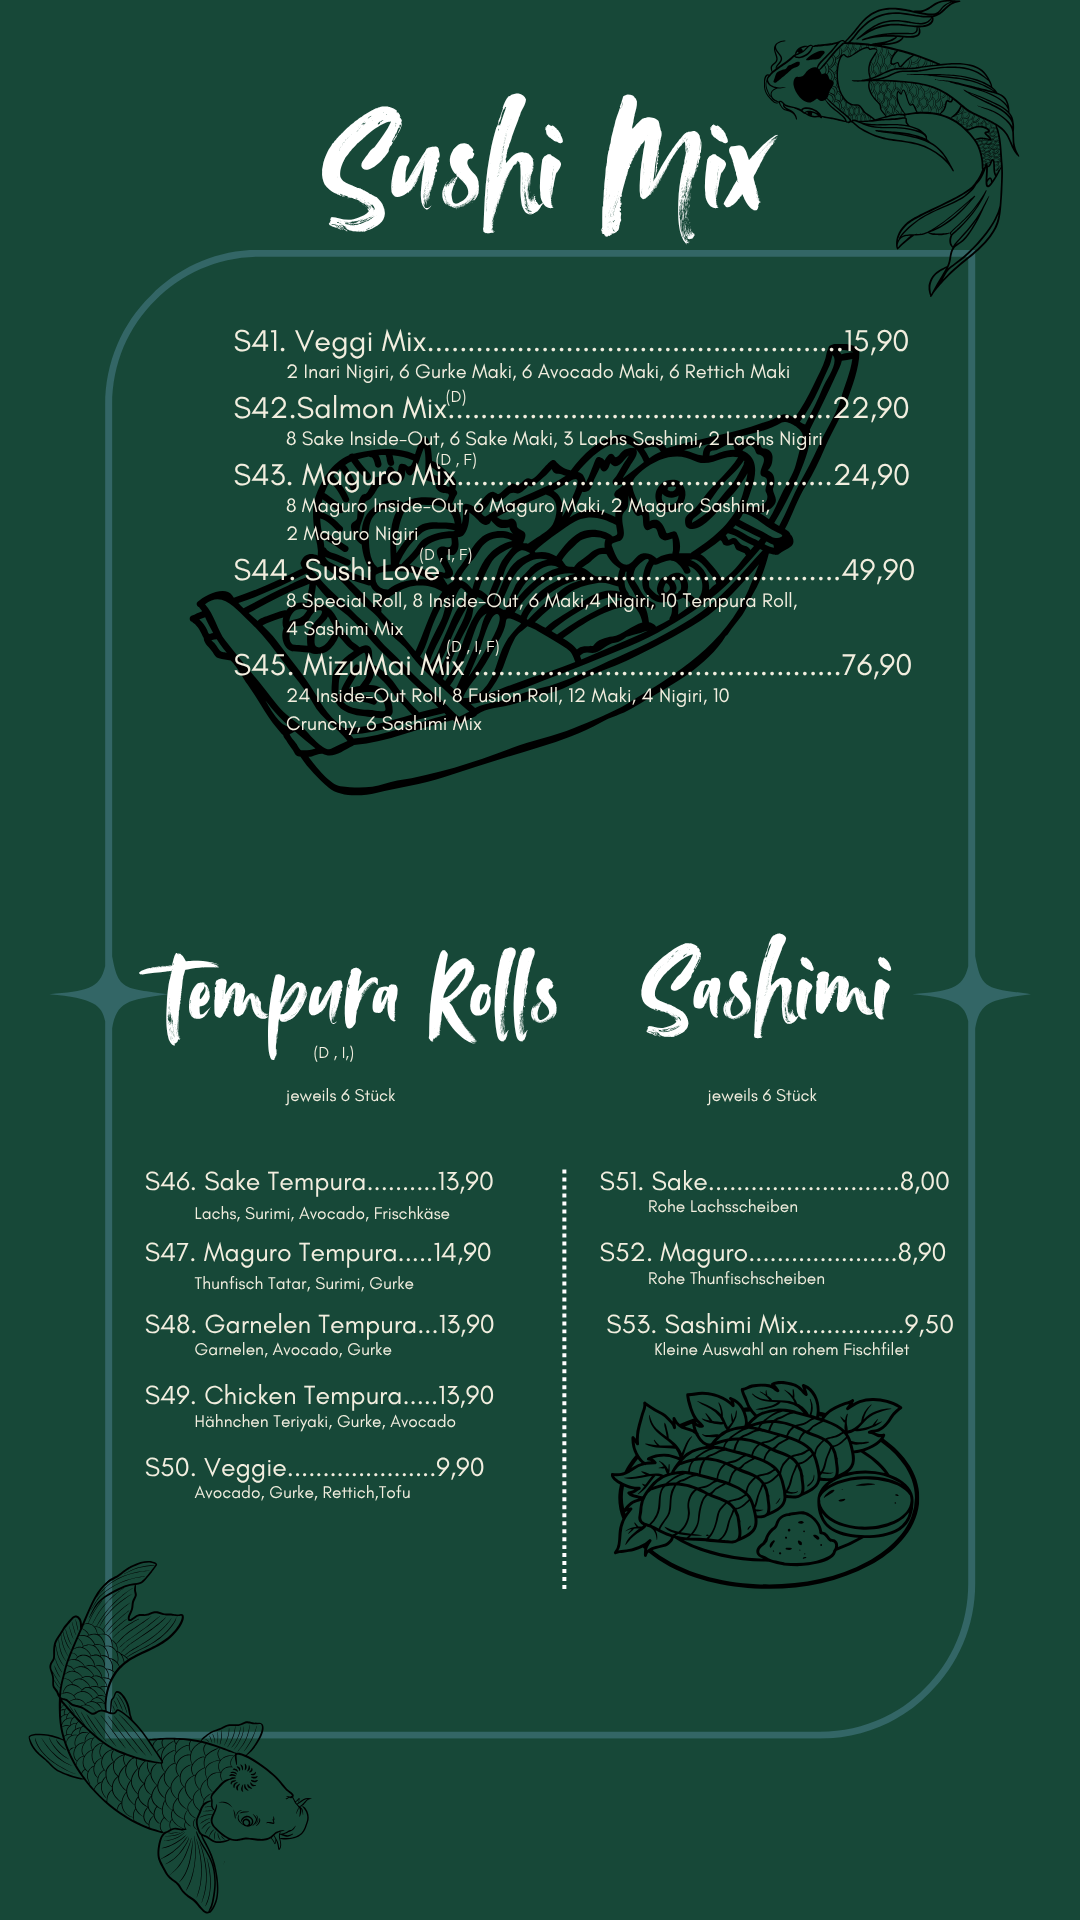 Sushi Mix
S41. Veggi Mix...................................................15,90
2 Inari Nigiri, 6 Gurke Maki, 6 Avocado Maki, 6 Rettich Maki
S42.Salmon Mix(D)...............................................22,90
8 Sake Inside-Out, 6 Sake Maki, 3 Lachs Sashimi, 2 Lachs Nigiri
S43. Maguro Mix(D , F)..............................................24,90
8 Maguro Inside-Out, 6 Maguro Maki, 2 Maguro Sashimi,
2 Maguro Nigiri
S44. Sushi Love (D , I, F)................................................49,90
8 Special Roll, 8 Inside-Out, 6 Maki,4 Nigiri, 10 Tempura Roll,
4 Sashimi Mix
S45. MizuMai Mix (D , I, F).............................................76,90
24 Inside-Out Roll, 8 Fusion Roll, 12 Maki, 4 Nigiri, 10
Crunchy, 6 Sashimi Mix
Tempura Rolls
(D , I,)
jeweils 6 Stück
S46. Sake Tempura..........13,90
Lachs, Surimi, Avocado, Frischkäse
S47. Maguro Tempura.....14,90
Thunfisch Tatar, Surimi, Gurke
S48. Garnelen Tempura...13,90
Garnelen, Avocado, Gurke
S49. Chicken Tempura.....13,90
Hähnchen Teriyaki, Gurke, Avocado
S50. Veggie.....................9,90
Avocado, Gurke, Rettich,Tofu
Sashimi
jeweils 6 Stück
S51. Sake...........................8,00
Rohe Lachsscheiben
S52. Maguro.....................8,90
Rohe Thunfischscheiben
S53. Sashimi Mix...............9,50
Kleine Auswahl an rohem Fischfilet